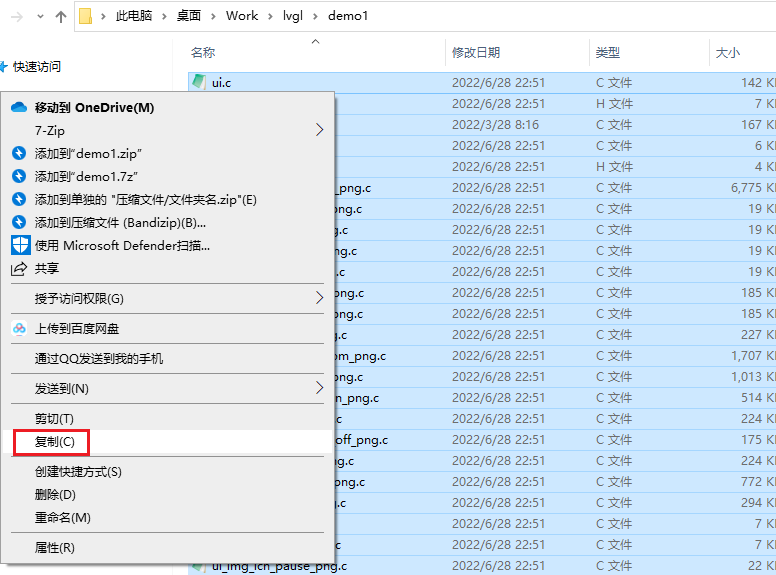 此电脑 > 桌面 > Work > lvgl > demo1
快速访问
名称 修改日期 类型 大小
ui.c 2022/6/28 22:51 C 文件 142 K
2022/6/28 22:51 H 文件 7 K
2022/3/28 8:16 C 文件 167 K
2022/6/28 22:51 C 文件 6 K
2022/6/28 22:51 H 文件 4 K
_png.c 2022/6/28 22:51 C 文件 6,775 K
png.c 2022/6/28 22:51 C 文件 19 K
g.c 2022/6/28 22:51 C 文件 19 K
ng.c 2022/6/28 22:51 C 文件 19 K
.c 2022/6/28 22:51 C 文件 19 K
png.c 2022/6/28 22:51 C 文件 185 K
png.c 2022/6/28 22:51 C 文件 185 K
g.c 2022/6/28 22:51 C 文件 227 K
om_png.c 2022/6/28 22:51 C 文件 1,707 K
png.c 2022/6/28 22:51 C 文件 1,013 K
n_png.c 2022/6/28 22:51 C 文件 514 K
.c 2022/6/28 22:51 C 文件 224 K
off_png.c 2022/6/28 22:51 C 文件 175 K
ng.c 2022/6/28 22:51 C 文件 224 K
png.c 2022/6/28 22:51 C 文件 772 K
g.c 2022/6/28 22:51 C 文件 294 K
2022/6/28 22:51 C 文件 7 K
.c 2022/6/28 22:51 C 文件 7 K
ui_img_icn_pause_png.c 2022/6/28 22:51 C 文件 22 K
移动到 OneDrive(M)
7-Zip
添加到“demo1.zip”
添加到“demo1.7z”
添加到单独的 "压缩文件/文件夹名.zip"(E)
添加到压缩文件 (Bandizip)(B)...
使用 Microsoft Defender扫描...
共享
授予访问权限(G)
上传到百度网盘
通过QQ发送到我的手机
发送到(N)
剪切(T)
复制(C)
创建快捷方式(S)
删除(D)
重命名(M)
属性(R)